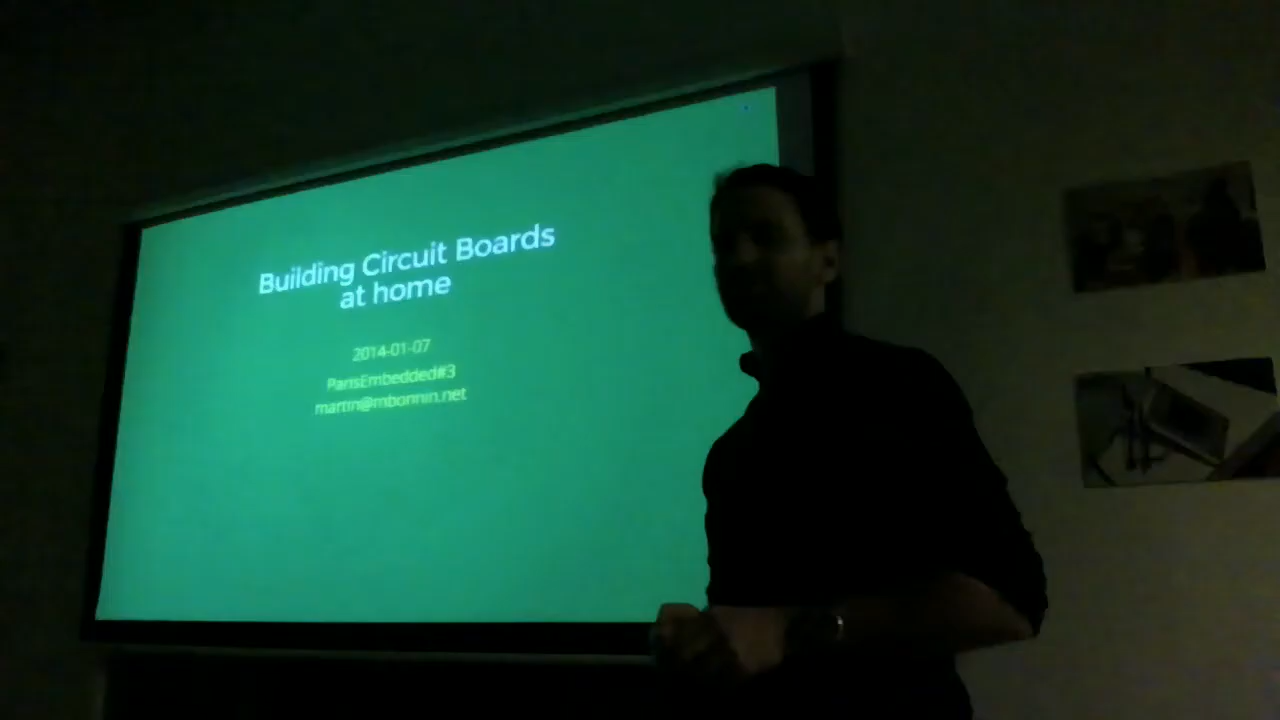 Building Circuit Boards
at home
2014-01-07
ParisEmbedded#3
martin@mbonnin.net